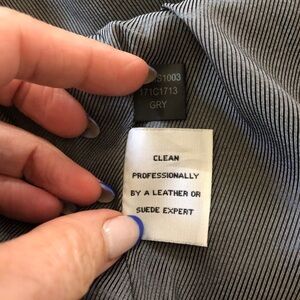 S1003
171C1713
GRY
CLEAN
PROFESSIONALLY
BY A LEATHER OR
SUEDE EXPERT